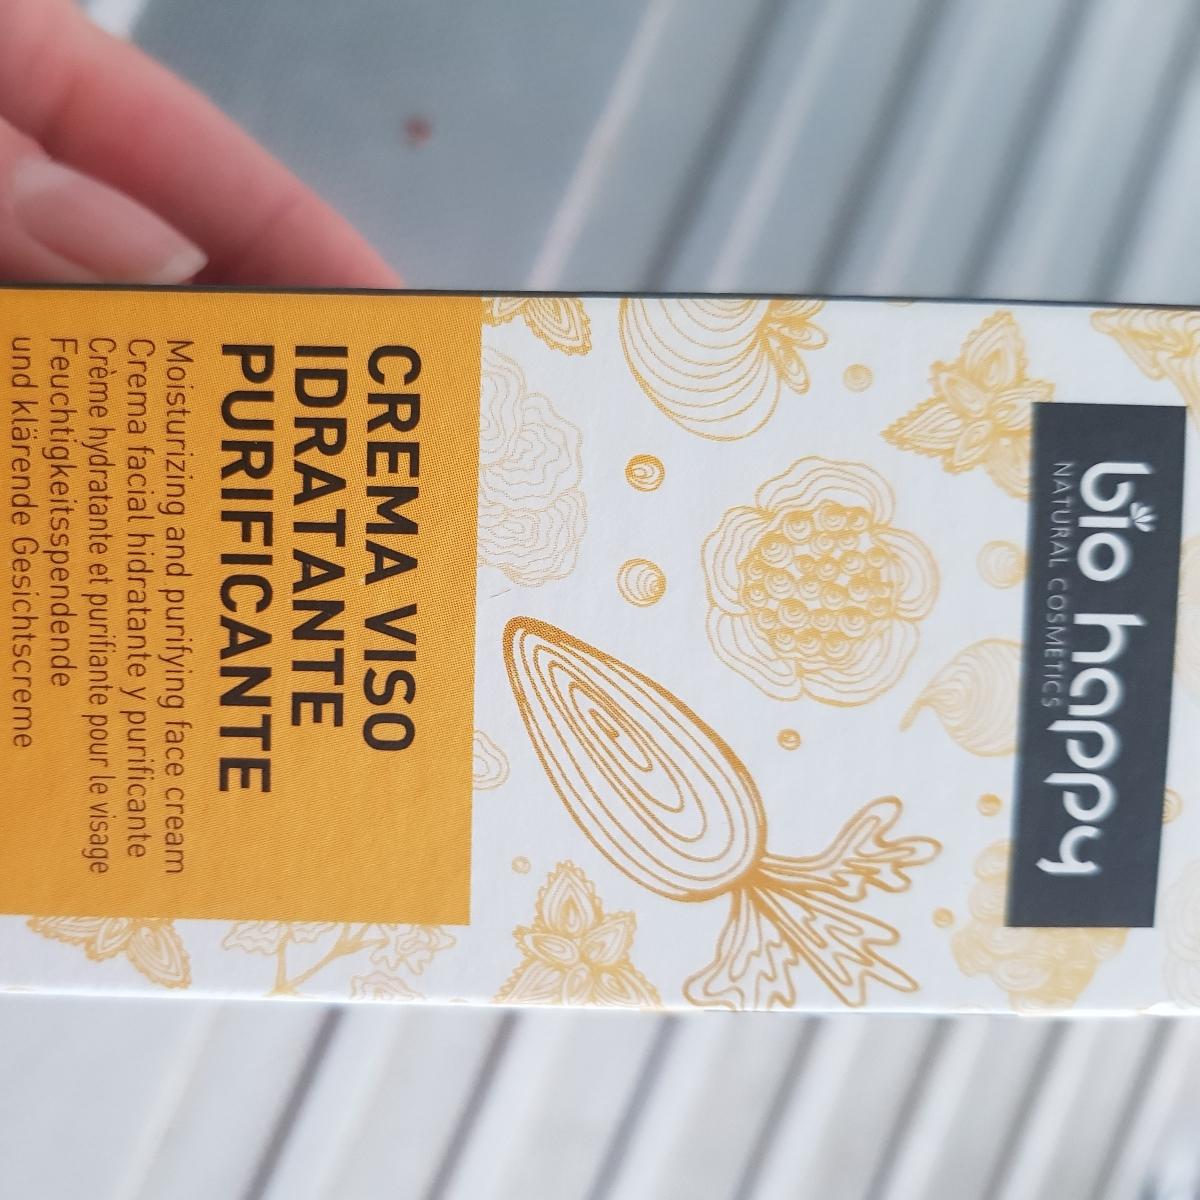 bio happy
NATURAL COSMETICS
CREMA VISO
IDRATANTE
PURIFICANTE
Moisturizing and purifying face cream
Crema facial hidratante y purificante
Crème hydratante et purifiante pour le visage
Feuchtigkeitsspendende
und klärende Gesichtscreme